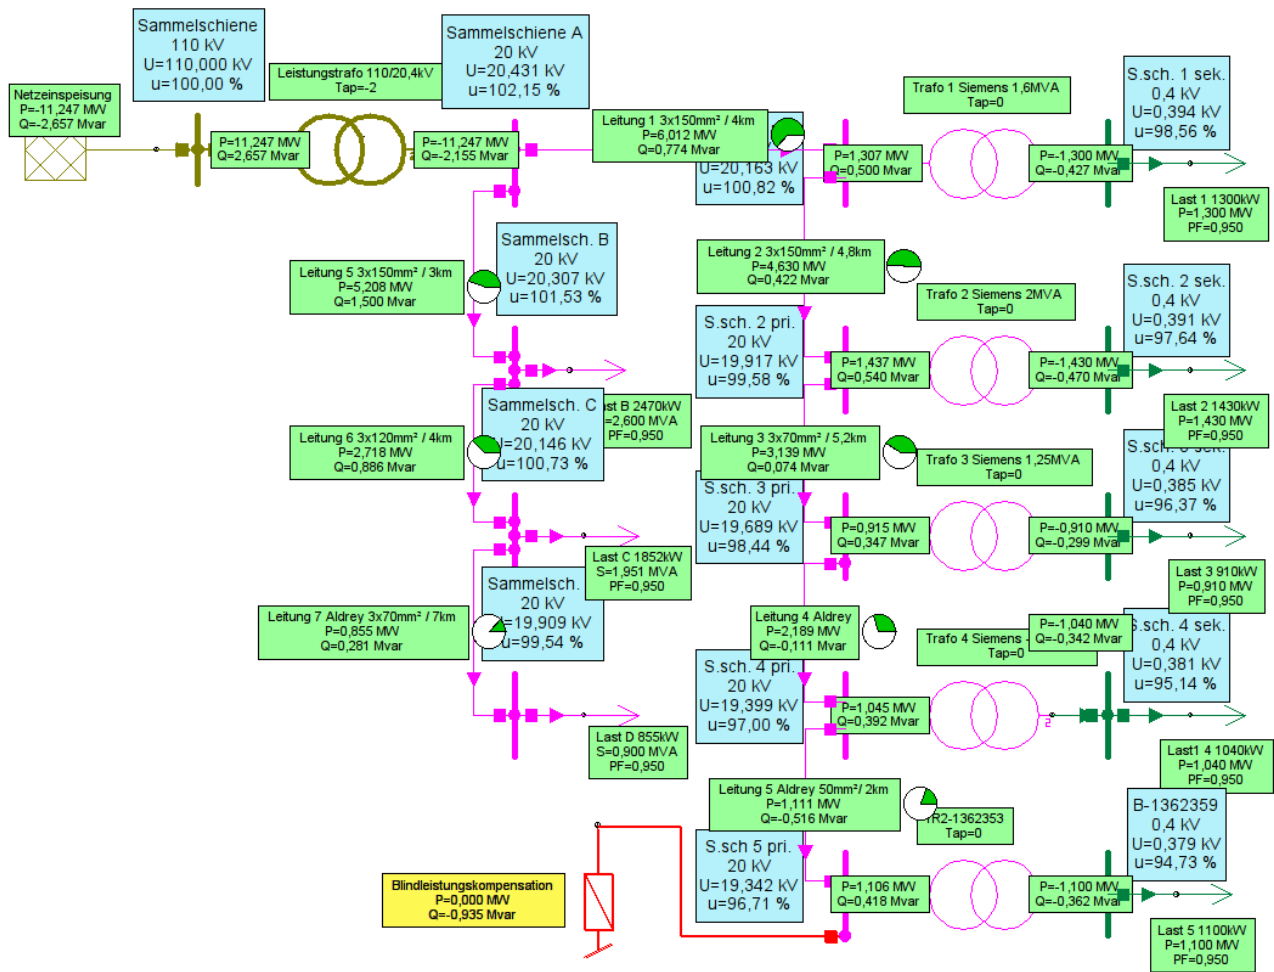 Sammelschiene
110 kV
U=110,000 kV
u=100,00 %
Leistungstrafo 110/20,4kV
Tap=-2
Sammelschiene A
20 kV
U=20,431 kV
u=102,15 %
Netzeinspeisung
P=-11,247 MW
Q=-2,657 Mvar
P=11,247 MW
Q=2,657 Mvar
P=-11,247 MW
Q=-2,155 Mvar
2
Leitung 1 3x150mm² / 4km
P=6,012 MW
Q=0,774 Mvar
U=20,163 kV
u=100,82 %
Trafo 1 Siemens 1,6MVA
Tap=0
P=1,307 MW
Q=0,500 Mvar
P=-1,300 MW
Q=-0,427 Mvar
S.sch. 1 sek.
0,4 kV
U=0,394 kV
u=98,56 %
Last 1 1300kW
P=1,300 MW
PF=0,950
Sammelsch. B
20 kV
U=20,307 kV
u=101,53 %
Leitung 5 3x150mm² / 3km
P=5,208 MW
Q=1,500 Mvar
Leitung 2 3x150mm² / 4,8km
P=4,630 MW
Q=0,422 Mvar
Trafo 2 Siemens 2MVA
Tap=0
S.sch. 2 sek.
0,4 kV
U=0,391 kV
u=97,64 %
S.sch. 2 pri.
20 kV
U=19,917 kV
u=99,58 %
P=1,437 MW
Q=0,540 Mvar
P=-1,430 MW
Q=-0,470 Mvar
Last 2 1430kW
P=1,430 MW
PF=0,950
Sammelsch. C
20 kV
U=20,146 kV
u=100,73 %
B 2470kW
=2,600 MVA
PF=0,950
Leitung 6 3x120mm² / 4km
P=2,718 MW
Q=0,886 Mvar
Leitung 3 3x70mm² / 5,2km
P=3,139 MW
Q=0,074 Mvar
Trafo 3 Siemens 1,25MVA
Tap=0
0,4 kV
U=0,385 kV
u=96,37 %
S.sch. 3 pri.
20 kV
U=19,689 kV
u=98,44 %
P=0,915 MW
Q=0,347 Mvar
P=-0,910 MW
Q=-0,299 Mvar
Last 3 910kW
P=0,910 MW
PF=0,950
Last C 1852kW
S=1,951 MVA
PF=0,950
Sammelsch.
20 kV
U=19,909 kV
u=99,54 %
Leitung 7 Aldrey 3x70mm² / 7km
P=0,855 MW
Q=0,281 Mvar
Leitung 4 Aldrey
P=2,189 MW
Q=-0,111 Mvar
Trafo 4 Siemens
Tap=0
P=-1,040 MW
Q=-0,342 Mvar
S.sch. 4 sek.
0,4 kV
U=0,381 kV
u=95,14 %
S.sch. 4 pri.
20 kV
U=19,399 kV
u=97,00 %
P=1,045 MW
Q=0,392 Mvar
2
Last1 4 1040kW
P=1,040 MW
PF=0,950
Last D 855kW
S=0,900 MVA
PF=0,950
Leitung 5 Aldrey 50mm²/ 2km
P=1,111 MW
Q=-0,516 Mvar
TR2-1362353
Tap=0
B-1362359
0,4 kV
U=0,379 kV
u=94,73 %
S.sch 5 pri.
20 kV
U=19,342 kV
u=96,71 %
P=1,106 MW
Q=0,418 Mvar
P=-1,100 MW
Q=-0,362 Mvar
Last 5 1100kW
P=1,100 MW
PF=0,950
Blindleistungskompensation
P=0,000 MW
Q=-0,935 Mvar